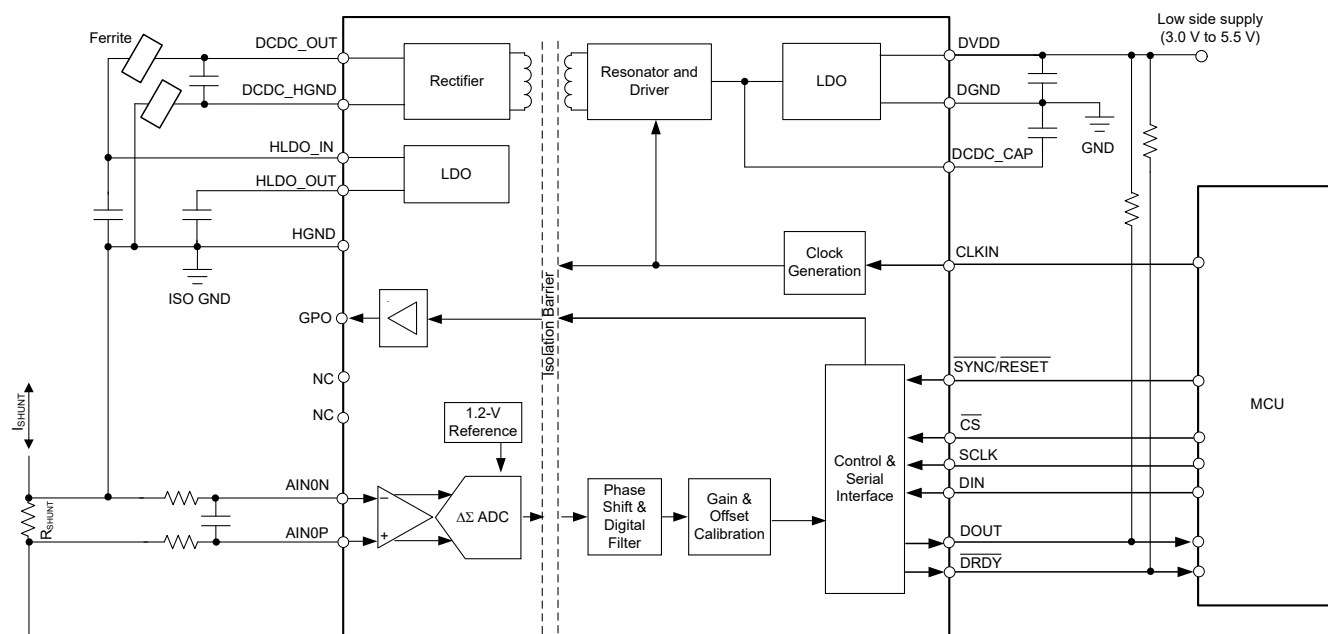 Low side supply
(3.0 V to 5.5 V)
Ferrite
DCDC_OUT
DVDD
Rectifier
Resonator and
Driver
LDO
DCDC_HGND
DGND
GND
HLDO_IN
DCDC_CAP
LDO
HLDO_OUT
HGND
Clock
Generation
CLKIN
ISO GND
Isolation Barrier
GPO
SYNC/RESET
NC
MCU
ISHUNT
NC
1.2-V
Reference
CS
Control &
Serial
Interface
SCLK
DIN
AIN0N
RSHUNT
−
+
ΔΣ ADC
Phase
Shift &
Digital
Filter
Gain &
Offset
Calibration
AIN0P
DOUT
DRDY